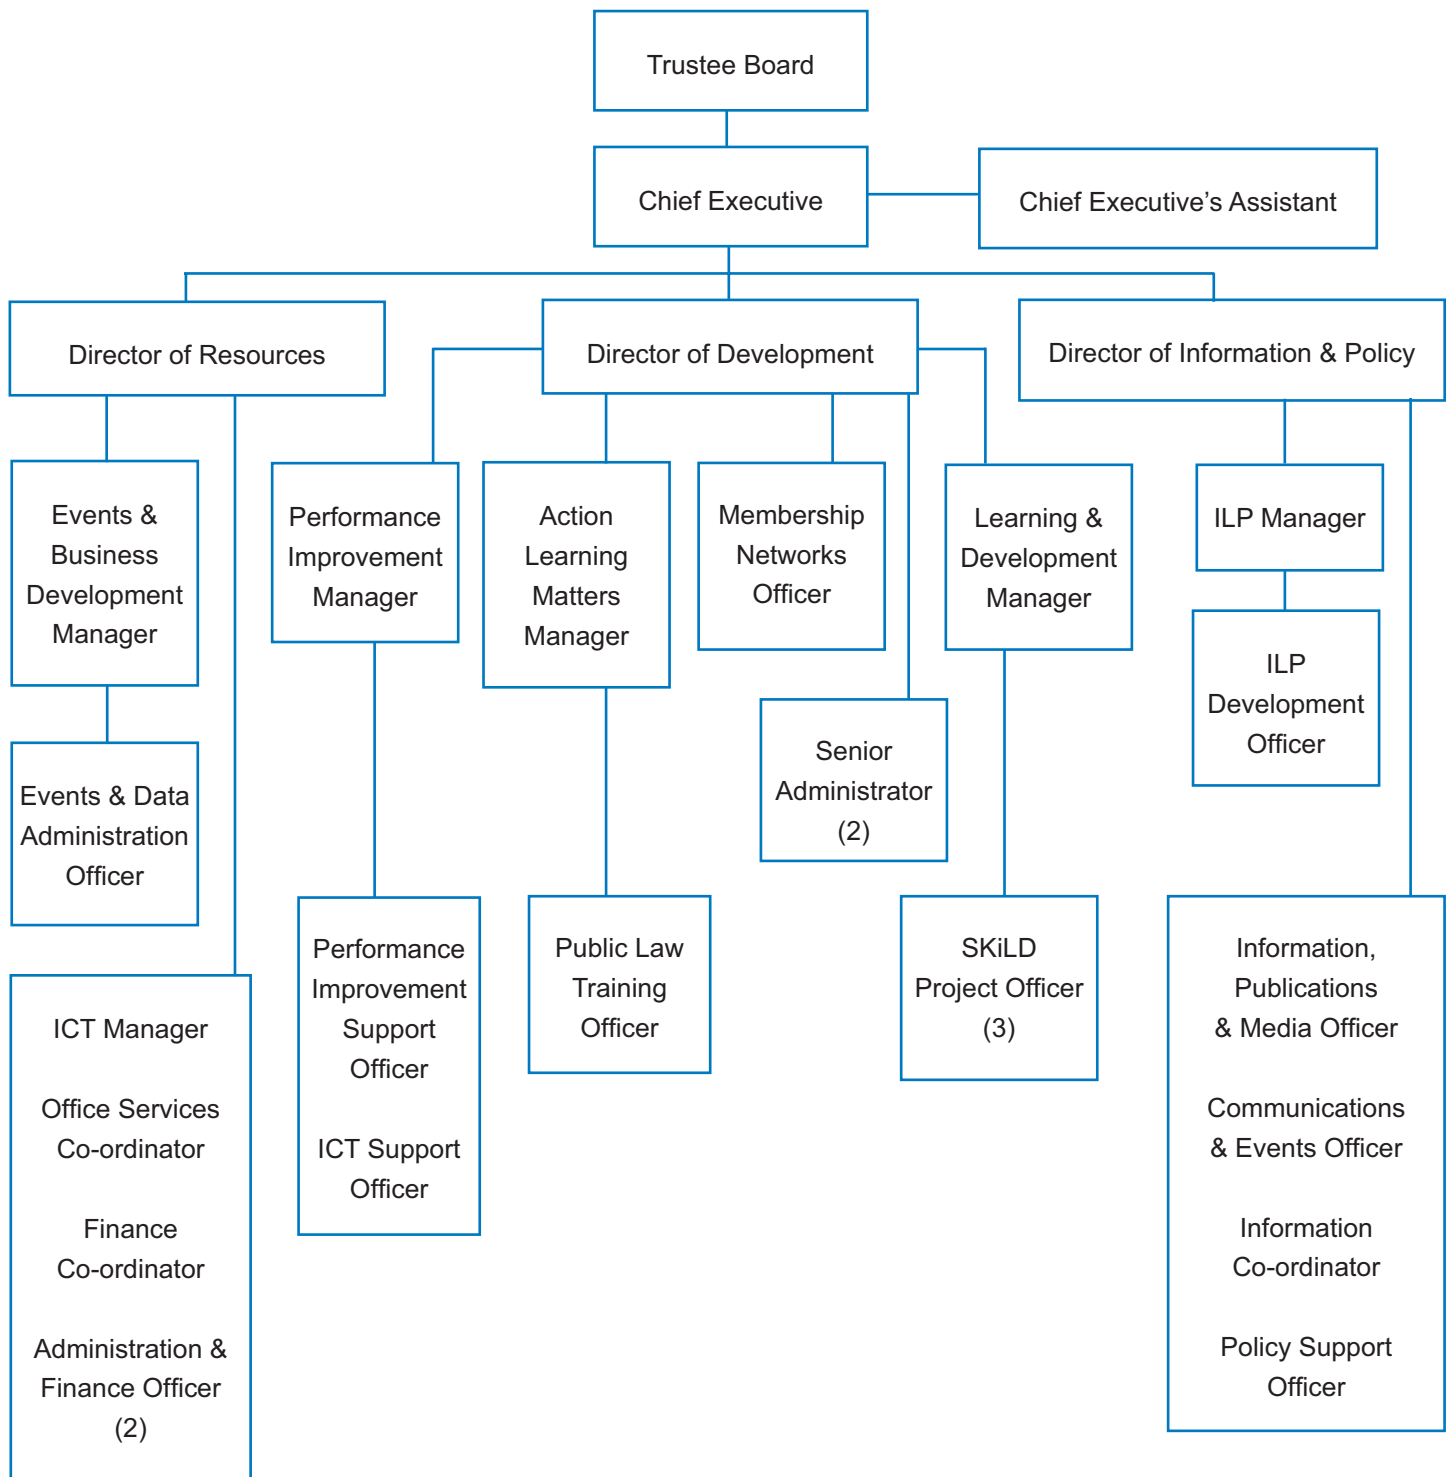 Trustee Board
Chief Executive
Chief Executive’s Assistant
Director of Resources
Director of Development
Director of Information & Policy
Events &
Business
Development
Manager
Performance
Improvement
Manager
Action
Learning
Matters
Manager
Membership
Networks
Officer
Learning &
Development
Manager
ILP Manager
ILP
Development
Officer
Senior
Administrator
(2)
Events & Data
Administration
Officer
Performance
Improvement
Support
Officer
ICT Support
Officer
Public Law
Training
Officer
SKiLD
Project Officer
(3)
Information,
Publications
& Media Officer
Communications
& Events Officer
Information
Co-ordinator
Policy Support
Officer
ICT Manager
Office Services
Co-ordinator
Finance
Co-ordinator
Administration &
Finance Officer
(2)